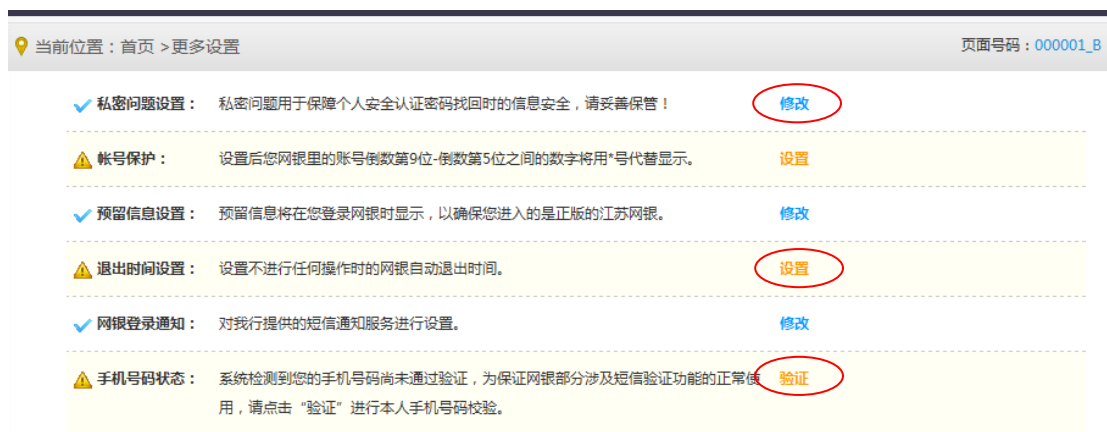 当前位置：首页 >更多设置
页面号码：000001_B
私密问题设置： 私密问题用于保障个人安全认证密码找回时的信息安全，请妥善保管！ 修改
帐号保护： 设置后您网银里的账号倒数第9位-倒数第5位之间的数字将用*号代替显示。 设置
预留信息设置： 预留信息将在您登录网银时显示，以确保您进入的是正版的江苏网银。 修改
退出时间设置： 设置不进行任何操作时的网银自动退出时间。 设置
网银登录通知： 对我行提供的短信通知服务进行设置。 修改
手机号码状态： 系统检测到您的手机号码尚未通过验证，为保证网银部分涉及短信验证功能的正常使 验证
用，请点击“验证”进行本人手机号码校验。